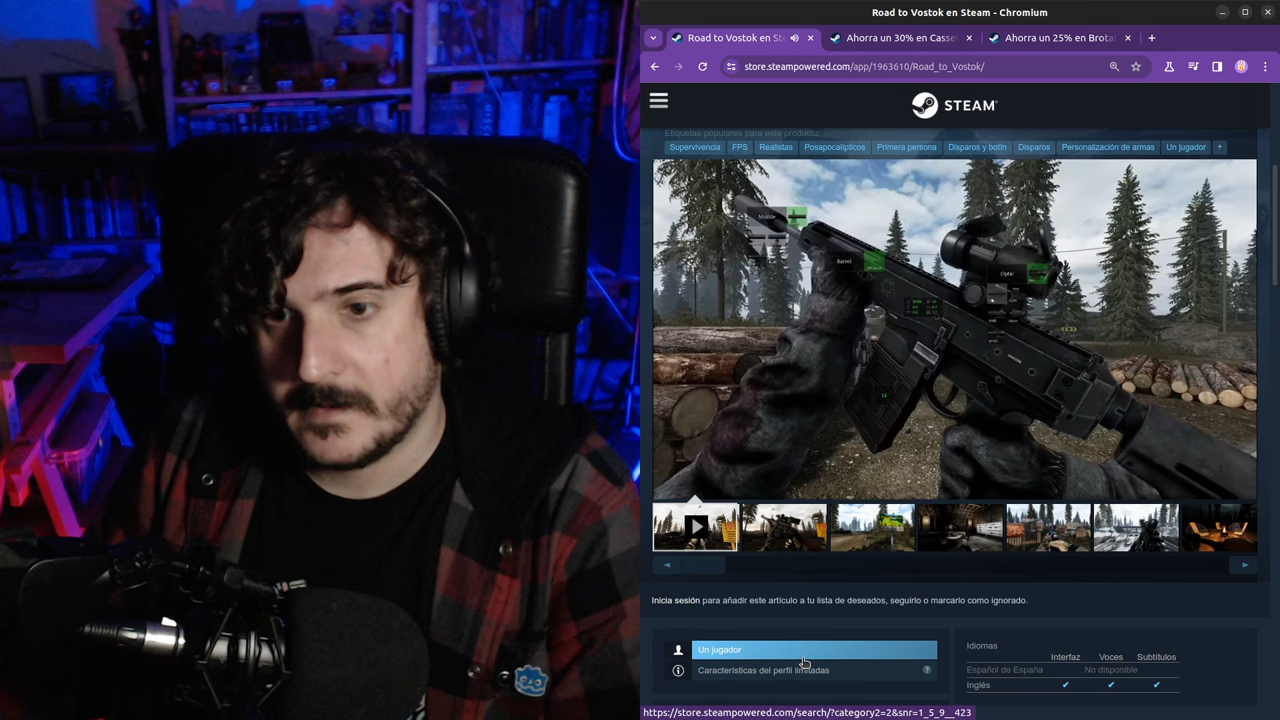 Road to Vostok en Steam - Chromium
Road to Vostok en St
Ahorra un 30% en Casse
Ahorra un 25% en Brota
store.steampowered.com/app/1963610/Road_to_Vostok/
STEAM
Etiquetas populares para este producto:
Supervivencia FPS Realistas Posapocalípticos Primera persona Disparos y botín Disparos Personalización de armas Un jugador +
Muzzle
Barrel
Optic
14
Inicia sesión para añadir este artículo a tu lista de deseados, seguirlo o marcarlo como ignorado.
Un jugador
Características del perfil limitadas ?
Idiomas
Interfaz Voces Subtítulos
Español de España No disponible
Inglés ✔ ✔ ✔
https://store.steampowered.com/search/?category2=2&snr=1_5_9__423